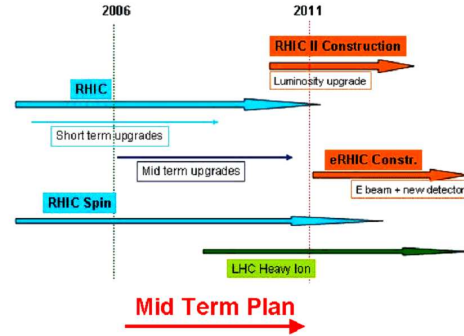 2006
2011
RHIC II Construction
Luminosity upgrade
RHIC
Short term upgrades
Mid term upgrades
eRHIC Constr.
E beam + new detector
RHIC Spin
LHC Heavy Ion
Mid Term Plan